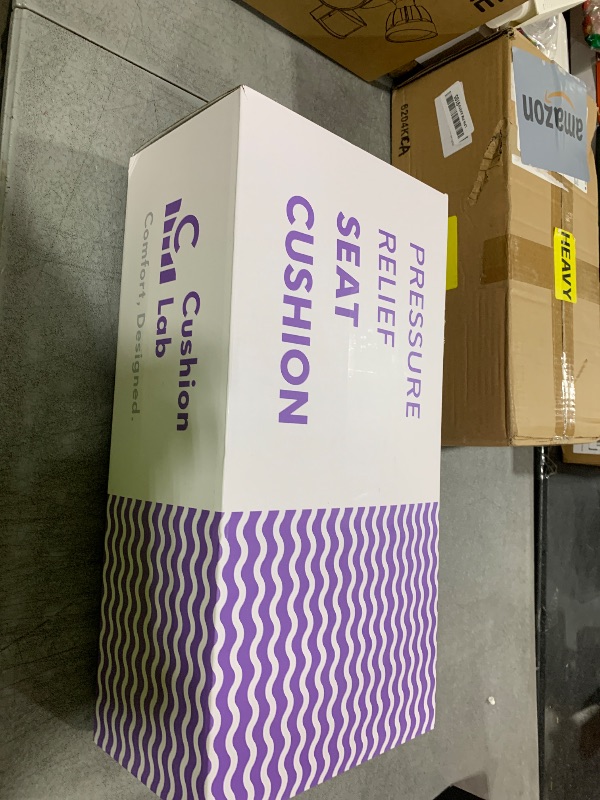 PRESSURE
RELIEF
SEAT
CUSHION
Cushion
Lab
Comfort, Designed.
amazon
HEAVY